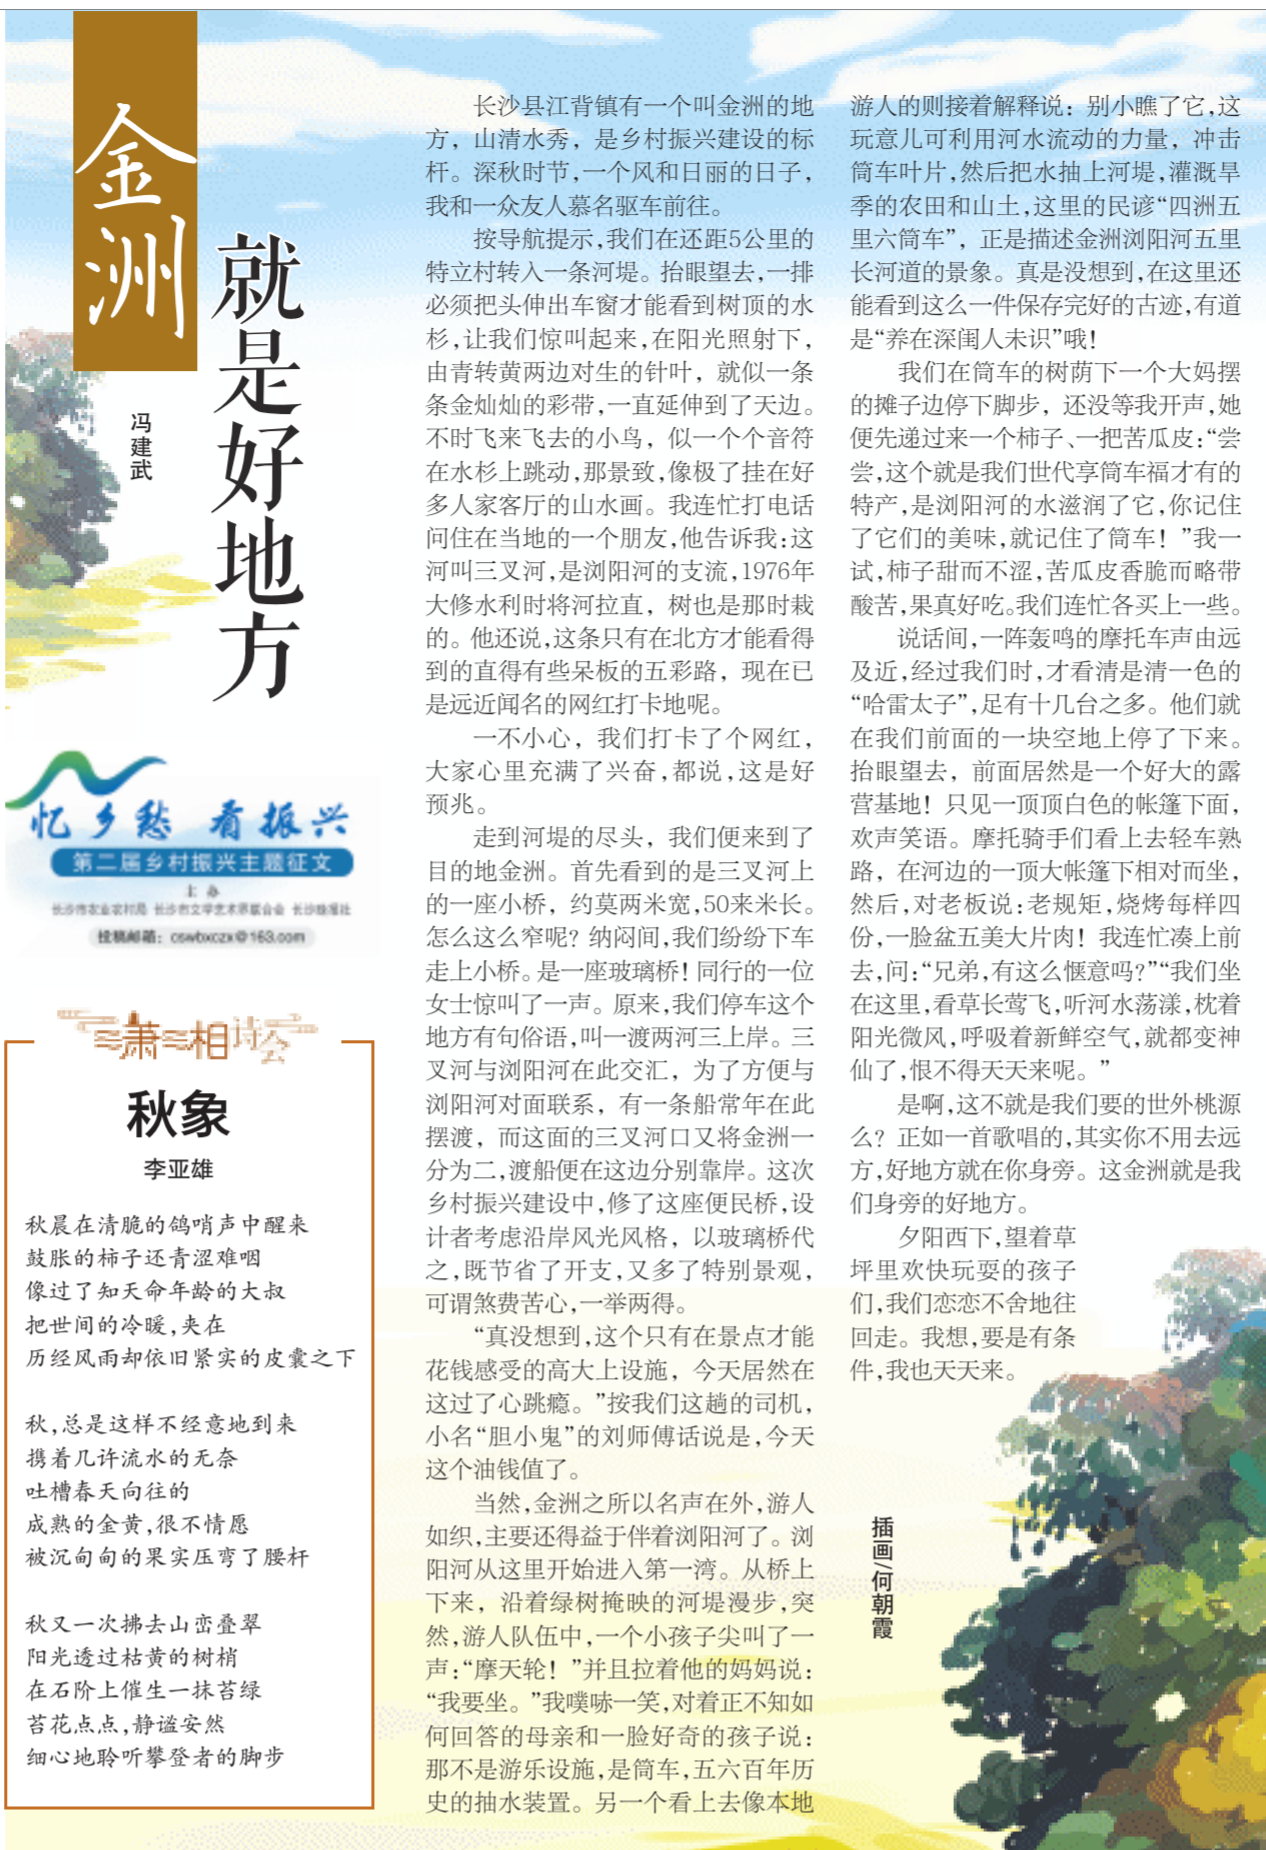 金洲
就是好地方
冯建武
忆乡愁 看振兴
第二届乡村振兴主题征文
主办
长沙市农业农村局 长沙市文学艺术界联合会 长沙晚报社
投稿邮箱：cswbxczx@163.com
长沙县江背镇有一个叫金洲的地
方，山清水秀，是乡村振兴建设的标
杆。深秋时节，一个风和日丽的日子，
我和一众友人慕名驱车前往。
按导航提示，我们在还距5公里的
特立村转入一条河堤。抬眼望去，一排
必须把头伸出车窗才能看到树顶的水
杉，让我们惊叫起来，在阳光照射下，
由青转黄两边对生的针叶，就似一条
条金灿灿的彩带，一直延伸到了天边。
不时飞来飞去的小鸟，似一个个音符
在水杉上跳动，那景致，像极了挂在好
多人家客厅的山水画。我连忙打电话
问住在当地的一个朋友，他告诉我：这
河叫三叉河，是浏阳河的支流，1976年
大修水利时将河拉直，树也是那时栽
的。他还说，这条只有在北方才能看得
到的直得有些呆板的五彩路，现在已
是远近闻名的网红打卡地呢。
一不小心，我们打卡了个网红，
大家心里充满了兴奋，都说，这是好
预兆。
走到河堤的尽头，我们便来到了
目的地金洲。首先看到的是三叉河上
的一座小桥，约莫两米宽，50来米长。
怎么这么窄呢？纳闷间，我们纷纷下车
走上小桥。是一座玻璃桥！同行的一位
女士惊叫了一声。原来，我们停车这个
地方有句俗语，叫一渡两河三上岸。三
叉河与浏阳河在此交汇，为了方便与
浏阳河对面联系，有一条船常年在此
摆渡，而这面的三叉河口又将金洲一
分为二，渡船便在这边分别靠岸。这次
乡村振兴建设中，修了这座便民桥，设
计者考虑沿岸风光风格，以玻璃桥代
之，既节省了开支，又多了特别景观，
可谓煞费苦心，一举两得。
“真没想到，这个只有在景点才能
花钱感受的高大上设施，今天居然在
这过了心跳瘾。”按我们这趟的司机，
小名“胆小鬼”的刘师傅话说是，今天
这个油钱值了。
当然，金洲之所以名声在外，游人
如织，主要还得益于伴着浏阳河了。浏
阳河从这里开始进入第一湾。从桥上
下来，沿着绿树掩映的河堤漫步，突
然，游人队伍中，一个小孩子尖叫了一
声：“摩天轮！”并且拉着他的妈妈说：
“我要坐。”我噗哧一笑，对着正不知如
何回答的母亲和一脸好奇的孩子说：
那不是游乐设施，是筒车，五六百年历
史的抽水装置。另一个看上去像本地
游人的则接着解释说：别小瞧了它，这
玩意儿可利用河水流动的力量，冲击
筒车叶片，然后把水抽上河堤，灌溉旱
季的农田和山土，这里的民谚“四洲五
里六筒车”，正是描述金洲浏阳河五里
长河道的景象。真是没想到，在这里还
能看到这么一件保存完好的古迹，有道
是“养在深闺人未识”哦！
我们在筒车的树荫下一个大妈摆
的摊子边停下脚步，还没等我开声，她
便先递过来一个柿子、一把苦瓜皮：“尝
尝，这个就是我们世代享筒车福才有的
特产，是浏阳河的水滋润了它，你记住
了它们的美味，就记住了筒车！”我一
试，柿子甜而不涩，苦瓜皮香脆而略带
酸苦，果真好吃。我们连忙各买上一些。
说话间，一阵轰鸣的摩托车声由远
及近，经过我们时，才看清是清一色的
“哈雷太子”，足有十几台之多。他们就
在我们前面的一块空地上停了下来。
抬眼望去，前面居然是一个好大的露
营基地！只见一顶顶白色的帐篷下面，
欢声笑语。摩托骑手们看上去轻车熟
路，在河边的一顶大帐篷下相对而坐，
然后，对老板说：老规矩，烧烤每样四
份，一脸盆五美大片肉！我连忙凑上前
去，问：“兄弟，有这么惬意吗？”“我们坐
在这里，看草长莺飞，听河水荡漾，枕着
阳光微风，呼吸着新鲜空气，就都变神
仙了，恨不得天天来呢。”
是啊，这不就是我们要的世外桃源
么？正如一首歌唱的，其实你不用去远
方，好地方就在你身旁。这金洲就是我
们身旁的好地方。
夕阳西下，望着草
坪里欢快玩耍的孩子
们，我们恋恋不舍地往
回走。我想，要是有条
件，我也天天来。
插画/何朝霞
萧相诗会
秋象
李亚雄
秋晨在清脆的鸽哨声中醒来
鼓胀的柿子还青涩难咽
像过了知天命年龄的大叔
把世间的冷暖，夹在
历经风雨却依旧紧实的皮囊之下
秋，总是这样不经意地到来
携着几许流水的无奈
吐槽春天向往的
成熟的金黄，很不情愿
被沉甸甸的果实压弯了腰杆
秋又一次拂去山峦叠翠
阳光透过枯黄的树梢
在石阶上催生一抹苔绿
苔花点点，静谧安然
细心地聆听攀登者的脚步